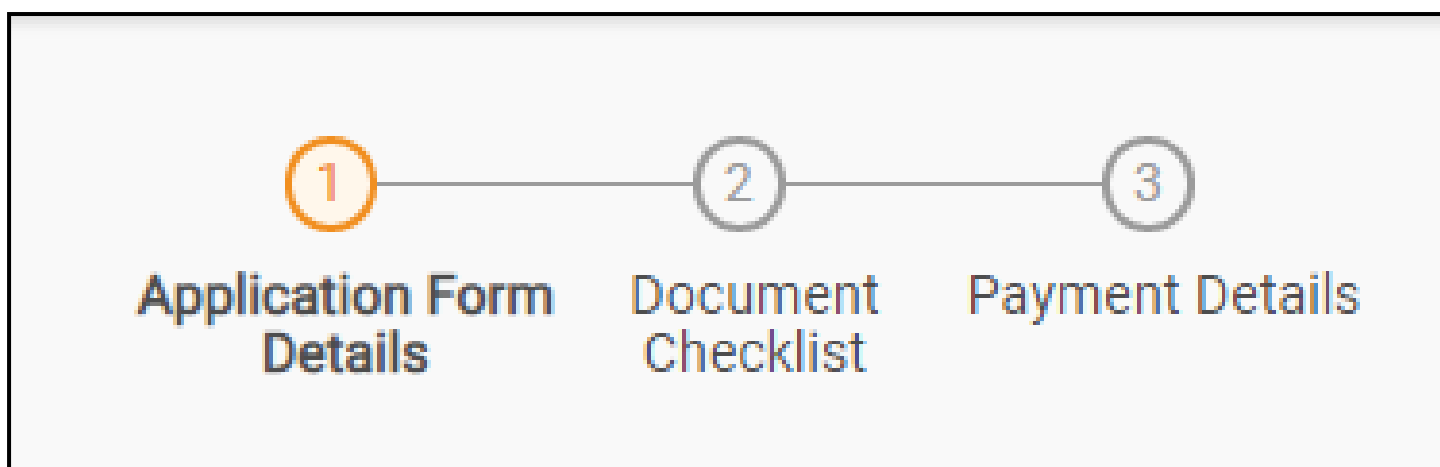 1 2 3
Application Form Details
Document Checklist
Payment Details